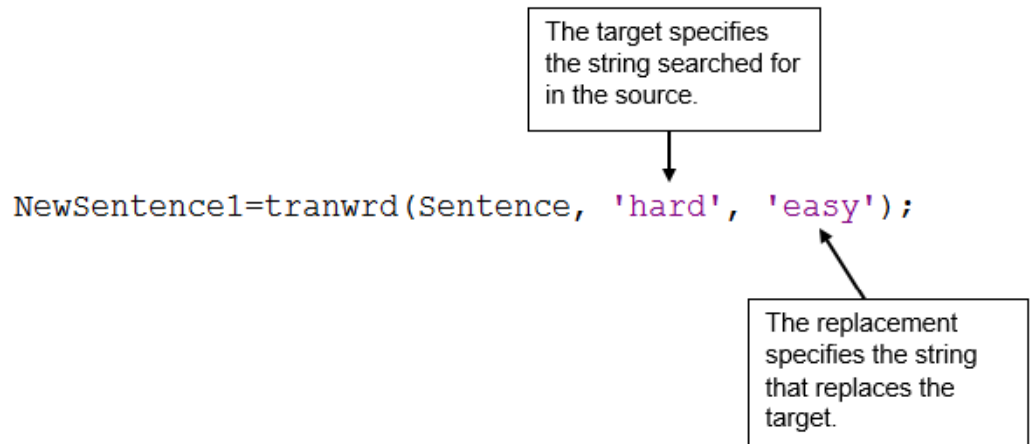 The target specifies
the string searched for
in the source.
NewSentence1=tranwrd(Sentence, 'hard', 'easy');
The replacement
specifies the string
that replaces the
target.